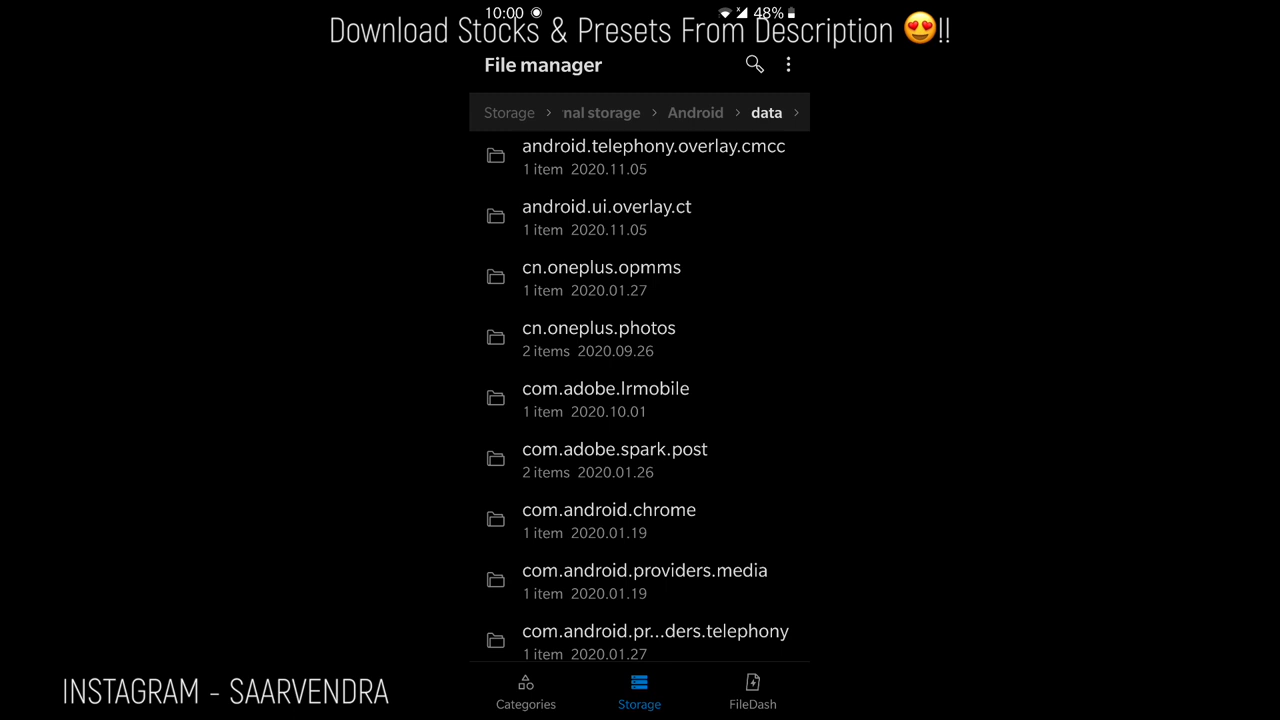 10:00 48%
Download Stocks & Presets From Description 😍!!
File manager
Storage > nal storage > Android > data >
android.telephony.overlay.cmcc
1 item 2020.11.05
android.ui.overlay.ct
1 item 2020.11.05
cn.oneplus.opmms
1 item 2020.01.27
cn.oneplus.photos
2 items 2020.09.26
com.adobe.lrmobile
1 item 2020.10.01
com.adobe.spark.post
2 items 2020.01.26
com.android.chrome
1 item 2020.01.19
com.android.providers.media
1 item 2020.01.19
com.android.pr...ders.telephony
1 item 2020.01.27
Categories Storage FileDash
INSTAGRAM - SAARVENDRA